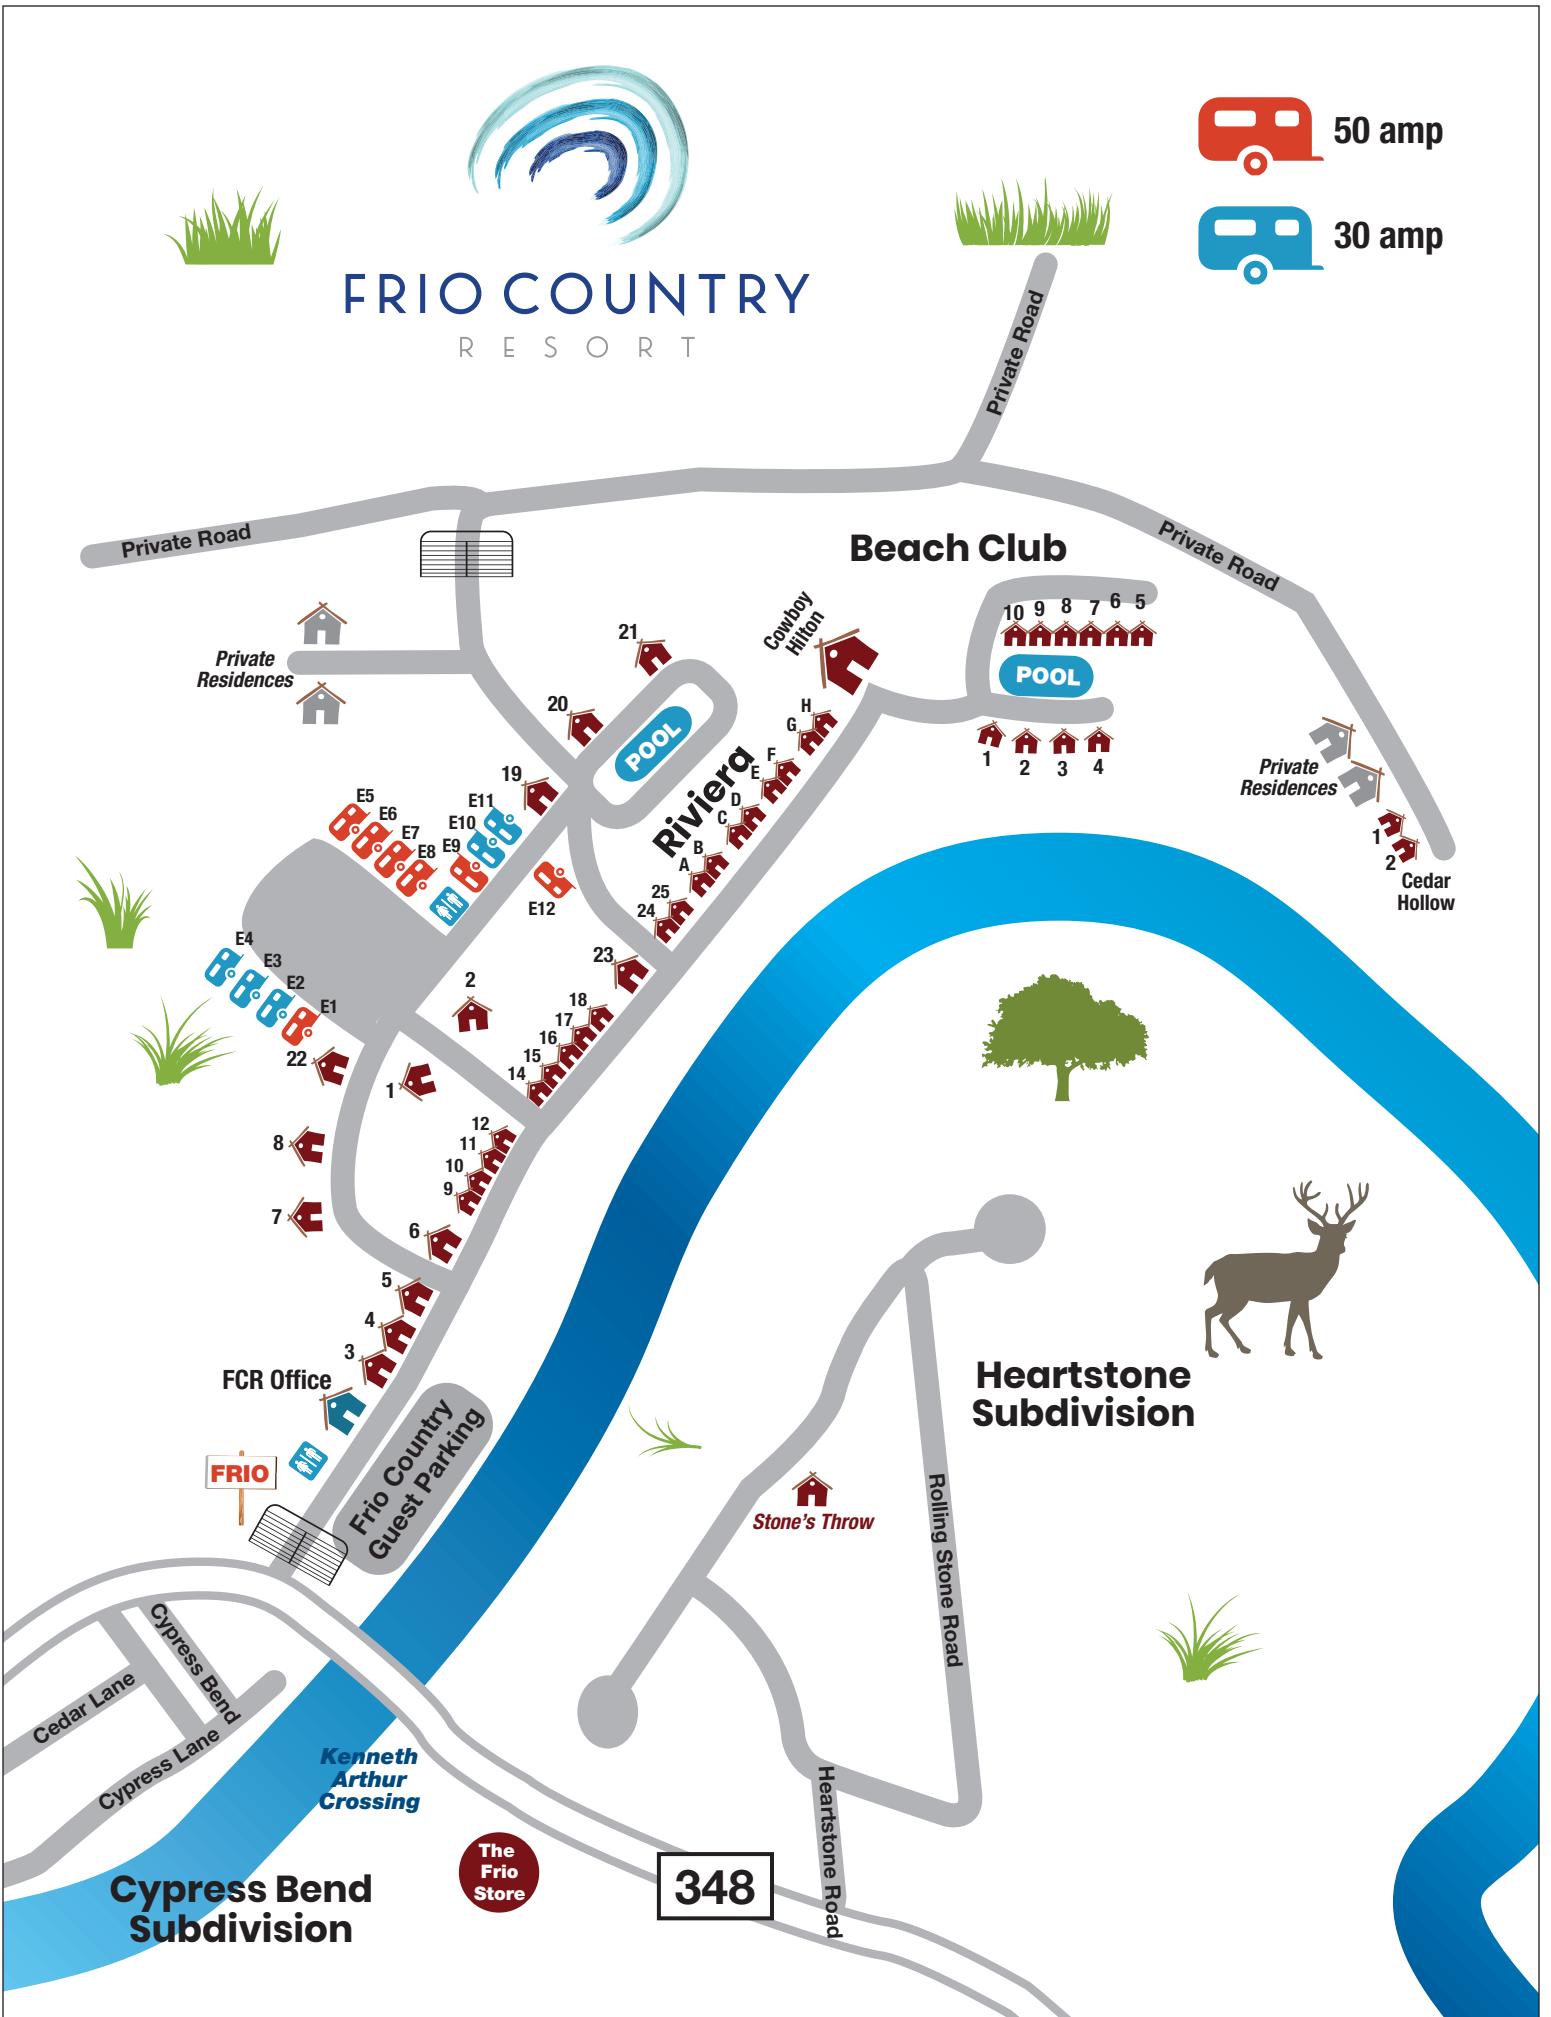 50 amp
30 amp
FRIO COUNTRY
RESORT
Private Road
Private Road
Private Road
Beach Club
Cowboy
Hilton
10 9 8 7 6 5
POOL
1 2 3 4
Private
Residences
21
20
POOL
Riviera
H
G
F
E
D
C
B
A
25
24
Private
Residences
1
2
Cedar
Hollow
19
E11
E10
E9
E5
E6
E7
E8
E12
E4
E3
E2
E1
23
2
18
17
16
15
14
22
1
8
7
12
11
10
9
6
5
4
3
FCR Office
FRIO
Frio Country
Guest Parking
Heartstone
Subdivision
Stone's Throw
Rolling Stone Road
Cypress Bend
Cedar Lane
Cypress Lane
Kenneth
Arthur
Crossing
The
Frio
Store
348
Heartstone Road
Cypress Bend
Subdivision